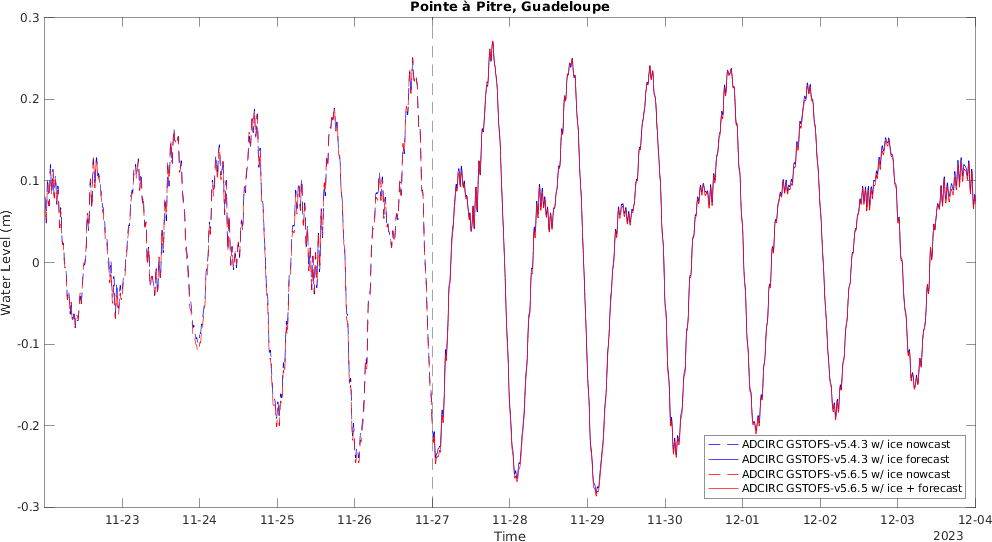 Pointe à Pitre, Guadeloupe
0.3
0.2
0.1
0
-0.1
-0.2
-0.3
Water Level (m)
ADCIRC GSTOFS-v5.4.3 w/ ice nowcast
ADCIRC GSTOFS-v5.4.3 w/ ice forecast
ADCIRC GSTOFS-v5.6.5 w/ ice nowcast
ADCIRC GSTOFS-v5.6.5 w/ ice + forecast
11-23 11-24 11-25 11-26 11-27 11-28 11-29 11-30 12-01 12-02 12-03 12-04
Time
2023